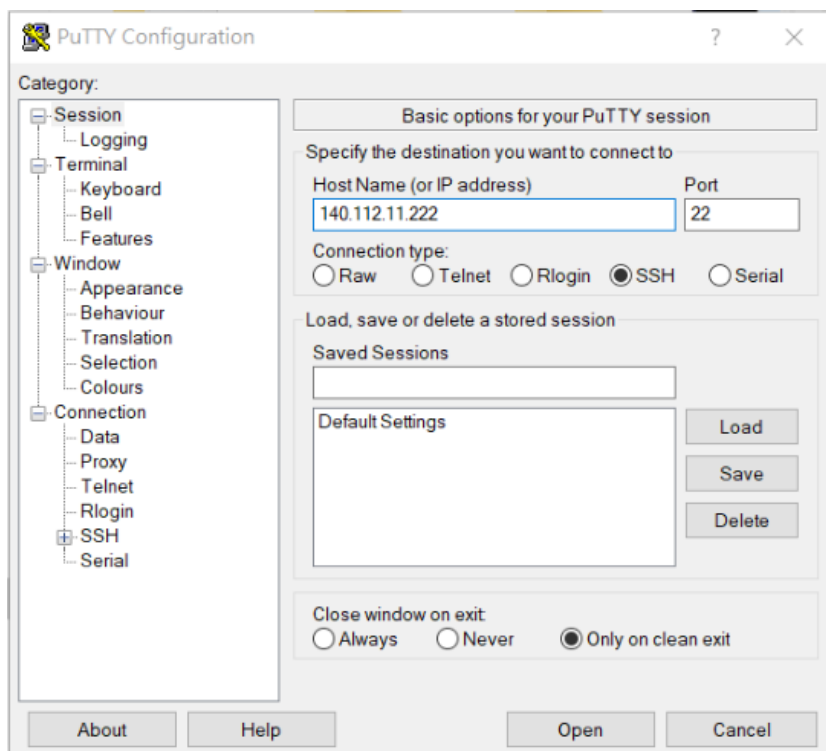 PuTTY Configuration
?
Category:
Session
Logging
Terminal
Keyboard
Bell
Features
Window
Appearance
Behaviour
Translation
Selection
Colours
Connection
Data
Proxy
Telnet
Rlogin
SSH
Serial
Basic options for your PuTTY session
Specify the destination you want to connect to
Host Name (or IP address) Port
140.112.11.222 22
Connection type:
Raw Telnet Rlogin SSH Serial
Load, save or delete a stored session
Saved Sessions
Default Settings
Load
Save
Delete
Close window on exit:
Always Never Only on clean exit
About Help Open Cancel